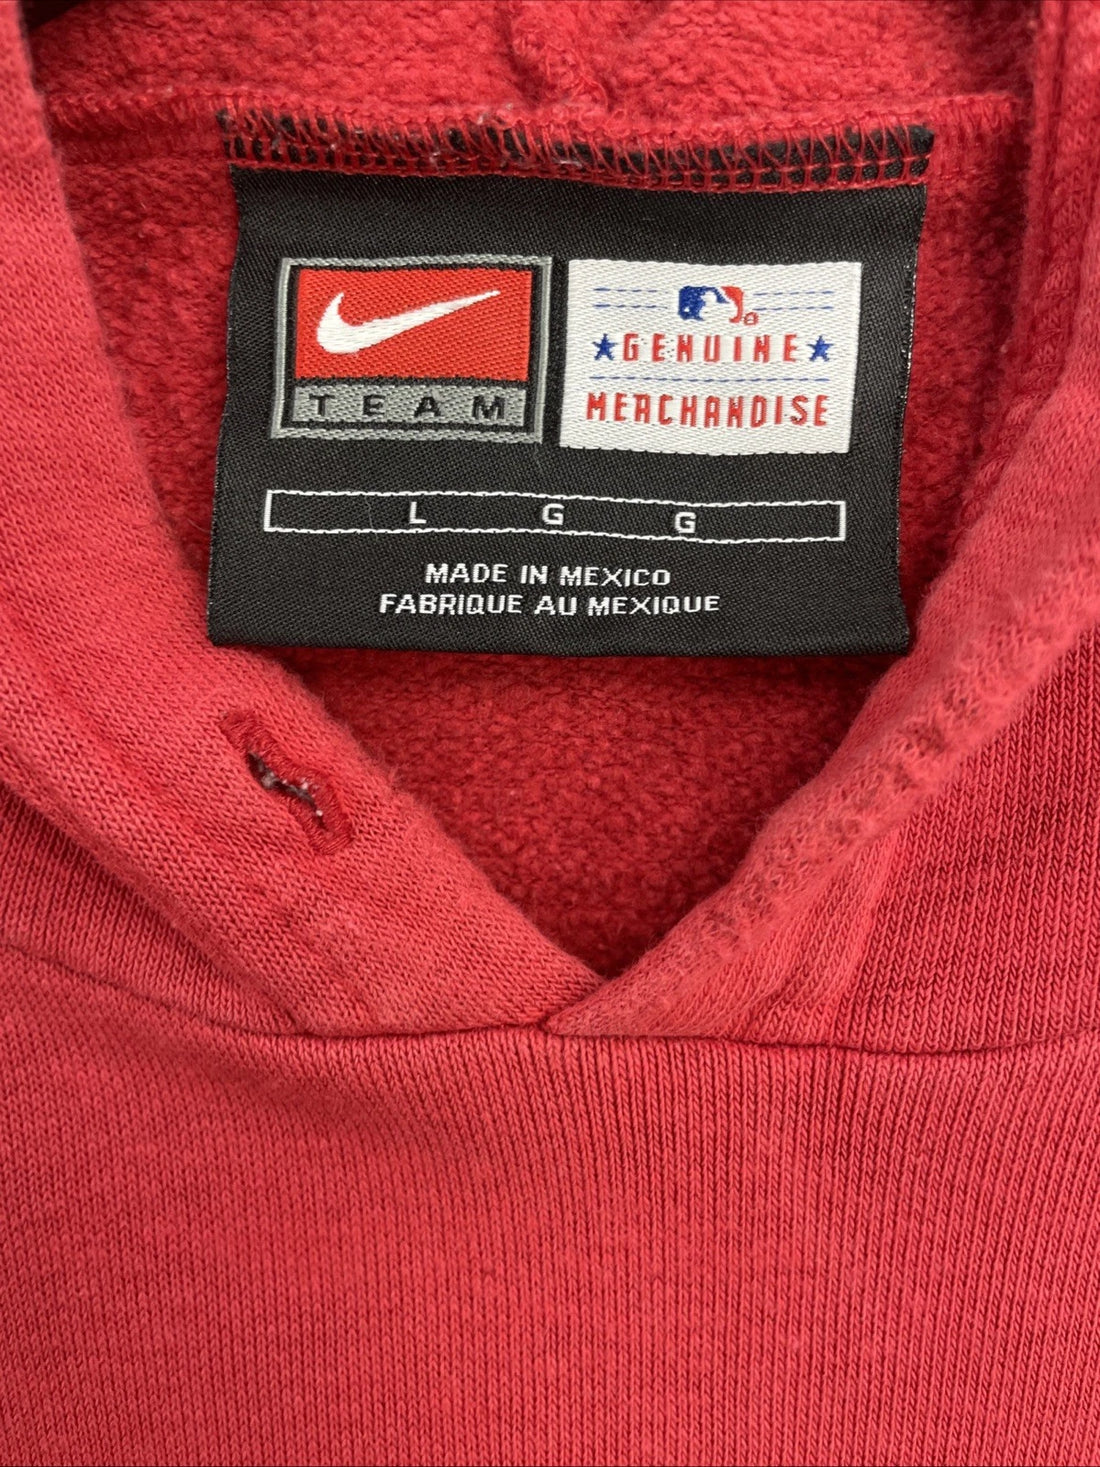 TEAM
GENUINE
MERCHANDISE
L G G
MADE IN MEXICO
FABRIQUE AU MEXIQUE